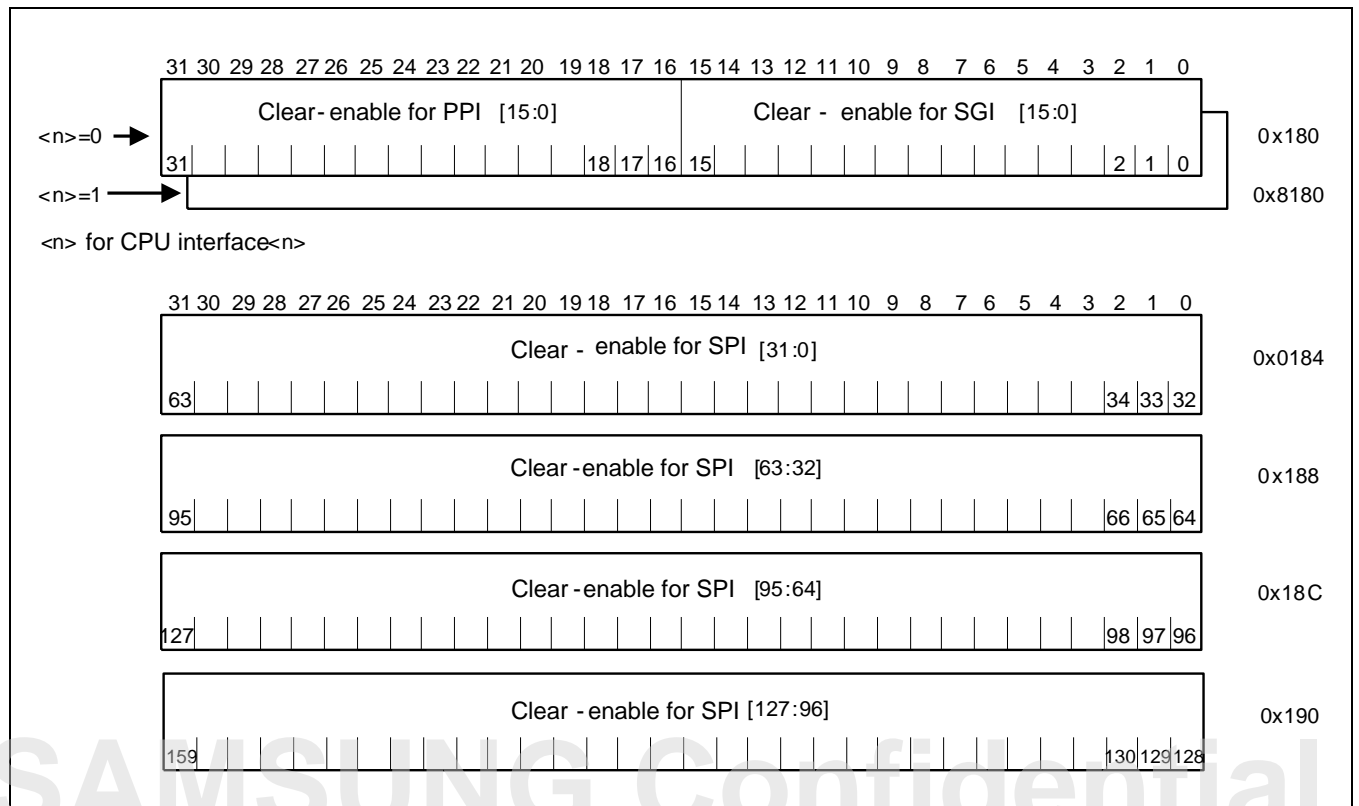 31 30 29 28 27 26 25 24 23 22 21 20 19 18 17 16 15 14 13 12 11 10 9 8 7 6 5 4 3 2 1 0
Clear- enable for PPI [15:0] Clear - enable for SGI [15:0]
<n>=0 0x180
31 18 17 16 15 2 1 0
<n>=1 0x8180
<n> for CPU interface<n>
31 30 29 28 27 26 25 24 23 22 21 20 19 18 17 16 15 14 13 12 11 10 9 8 7 6 5 4 3 2 1 0
Clear - enable for SPI [31:0] 0x0184
63 34 33 32
Clear -enable for SPI [63:32] 0x188
95 66 65 64
Clear -enable for SPI [95:64] 0x18C
127 98 97 96
Clear - enable for SPI [127:96] 0x190
159 130 129 128
SAMSUNG Confidential